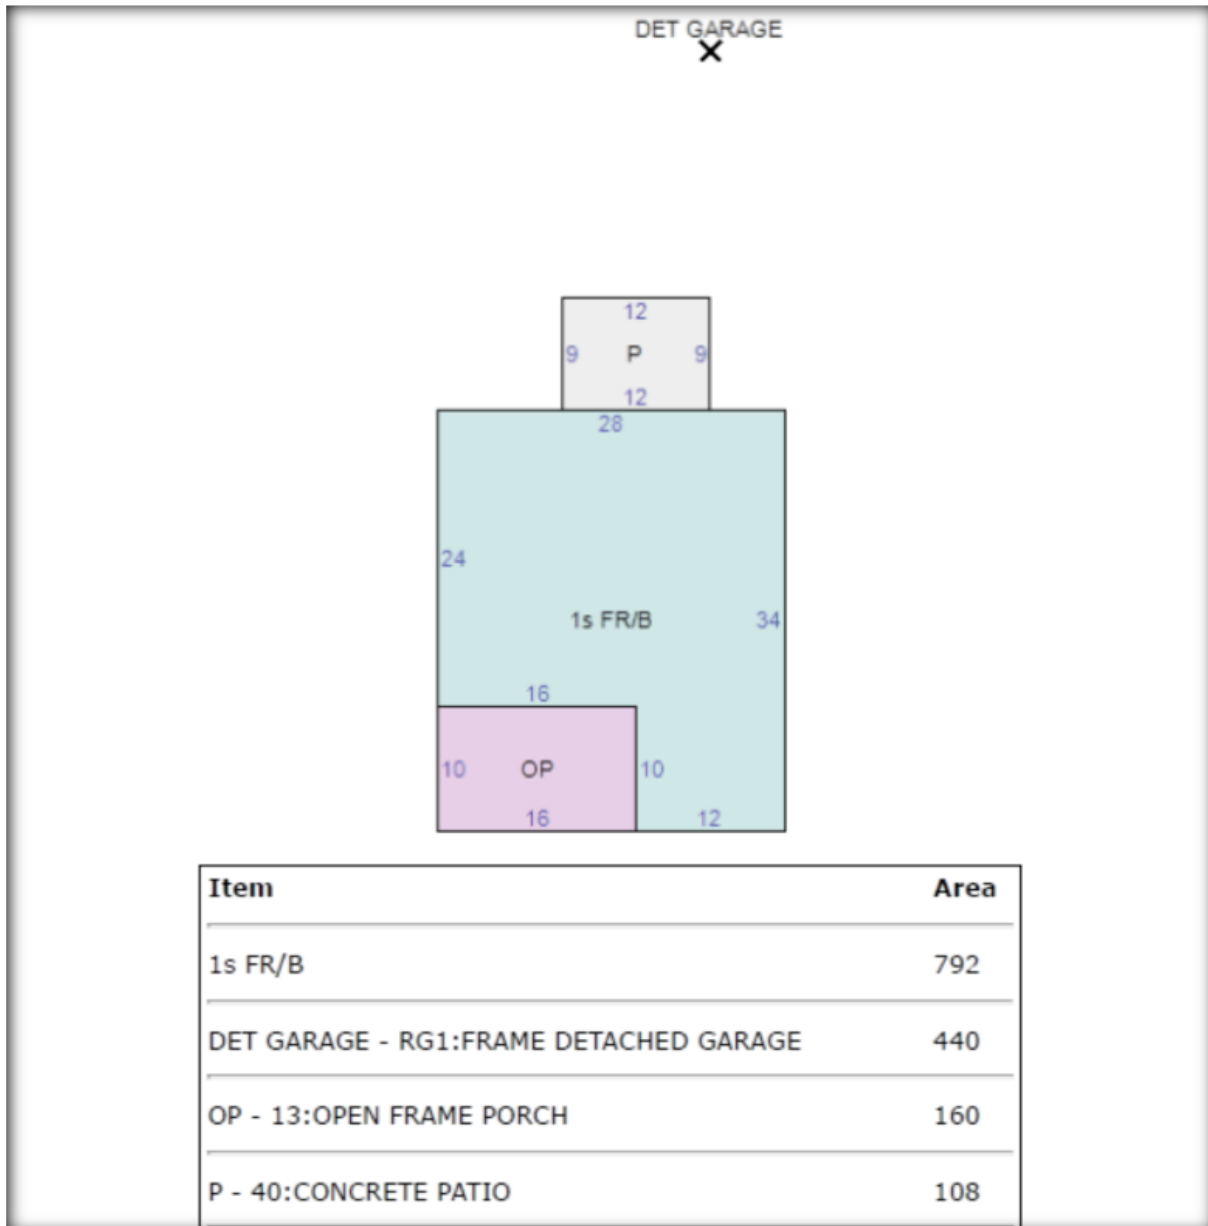 DET GARAGE
12
9 P 9
12
28
24
1s FR/B 34
16
10 OP 10
16 12
Item Area
1s FR/B 792
DET GARAGE - RG1:FRAME DETACHED GARAGE 440
OP - 13:OPEN FRAME PORCH 160
P - 40:CONCRETE PATIO 108